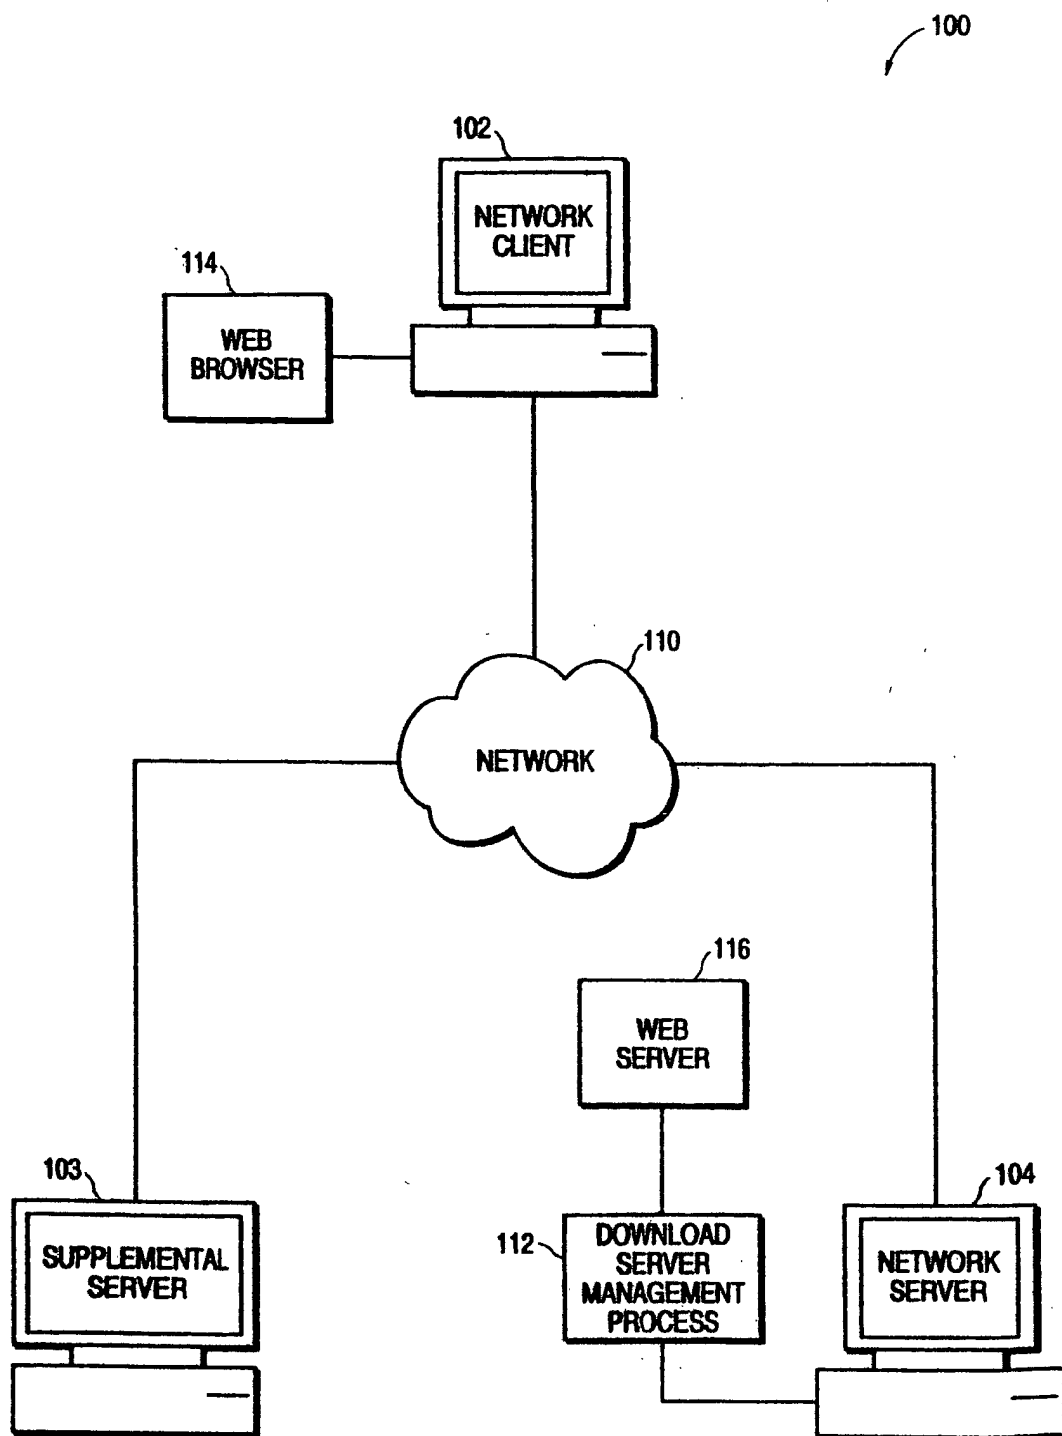 100
102
NETWORK
CLIENT
114
WEB
BROWSER
110
NETWORK
116
WEB
SERVER
103
SUPPLEMENTAL
SERVER
112
DOWNLOAD
SERVER
MANAGEMENT
PROCESS
104
NETWORK
SERVER